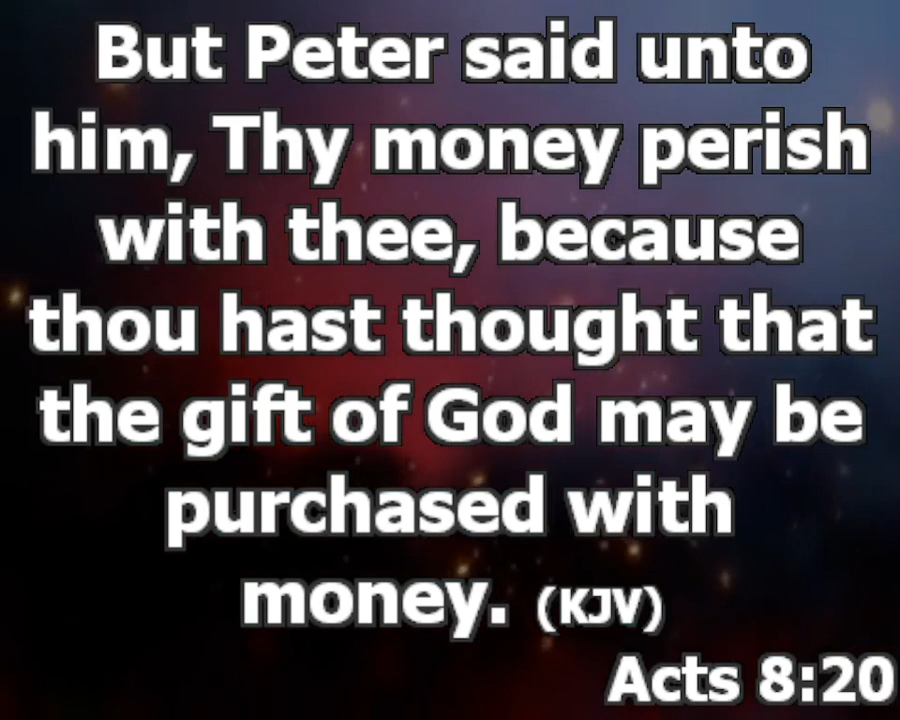 But Peter said unto
him, Thy money perish
with thee, because
thou hast thought that
the gift of God may be
purchased with
money. (KJV)
Acts 8:20